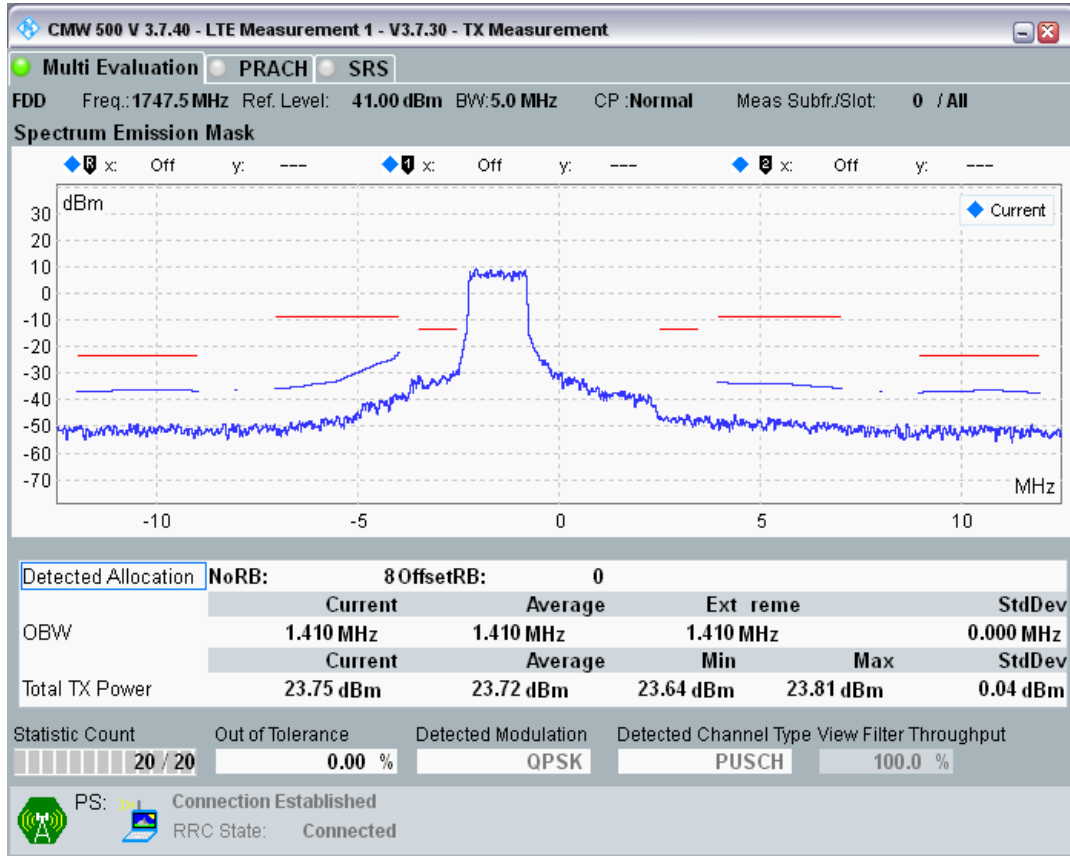 CMW 500 V 3.7.40 - LTE Measurement 1 - V3.7.30 - TX Measurement
Multi Evaluation PRACH SRS
FDD Freq.: 1747.5 MHz Ref. Level: 41.00 dBm BW: 5.0 MHz CP : Normal Meas Subfr./Slot: 0 / All
Spectrum Emission Mask
R x: Off y: --- 1 x: Off y: --- 2 x: Off y: ---
dBm
Current
30
20
10
0
-10
-20
-30
-40
-50
-60
-70
MHz
-10 -5 0 5 10
Detected Allocation NoRB: 8 OffsetRB: 0
Current Average Ext reme StdDev
OBW 1.410 MHz 1.410 MHz 1.410 MHz 0.000 MHz
Current Average Min Max StdDev
Total TX Power 23.75 dBm 23.72 dBm 23.64 dBm 23.81 dBm 0.04 dBm
Statistic Count Out of Tolerance Detected Modulation Detected Channel Type View Filter Throughput
20 / 20 0.00 % QPSK PUSCH 100.0 %
PS: Connection Established
RRC State: Connected